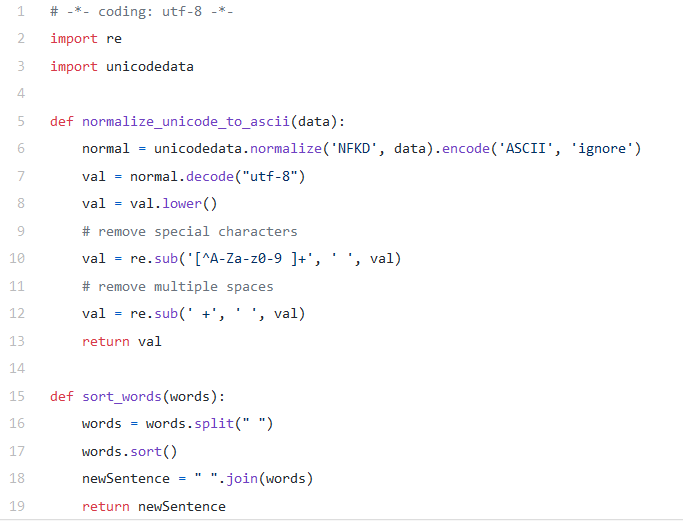 1 # -*- coding: utf-8 -*-
2 import re
3 import unicodedata
4
5 def normalize_unicode_to_ascii(data):
6     normal = unicodedata.normalize('NFKD', data).encode('ASCII', 'ignore')
7     val = normal.decode("utf-8")
8     val = val.lower()
9     # remove special characters
10     val = re.sub('[^A-Za-z0-9 ]+', ' ', val)
11     # remove multiple spaces
12     val = re.sub(' +', ' ', val)
13     return val
14
15 def sort_words(words):
16     words = words.split(" ")
17     words.sort()
18     newSentence = " ".join(words)
19     return newSentence